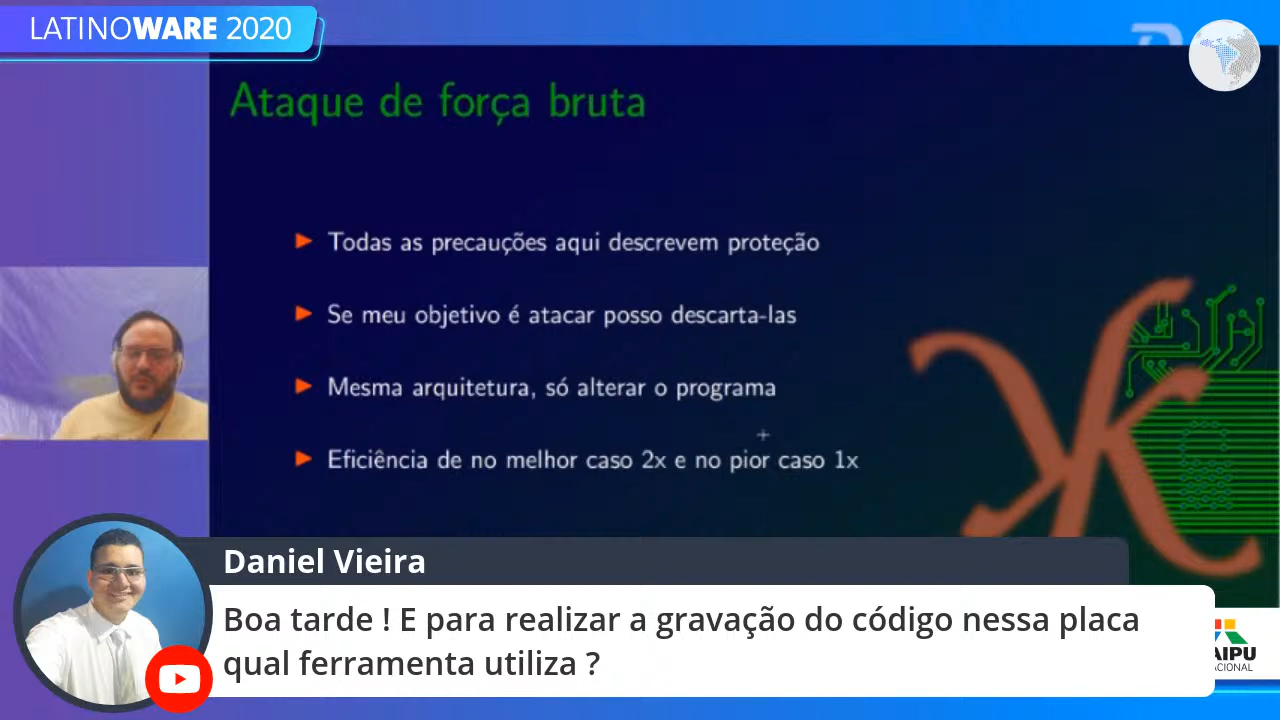 LATINOWARE 2020
Ataque de força bruta
Todas as precauções aqui descrevem proteção
Se meu objetivo é atacar posso descarta-las
Mesma arquitetura, só alterar o programa
Eficiência de no melhor caso 2x e no pior caso 1x
Daniel Vieira
Boa tarde ! E para realizar a gravação do código nessa placa
qual ferramenta utiliza ?
AIPU
ACIONAL